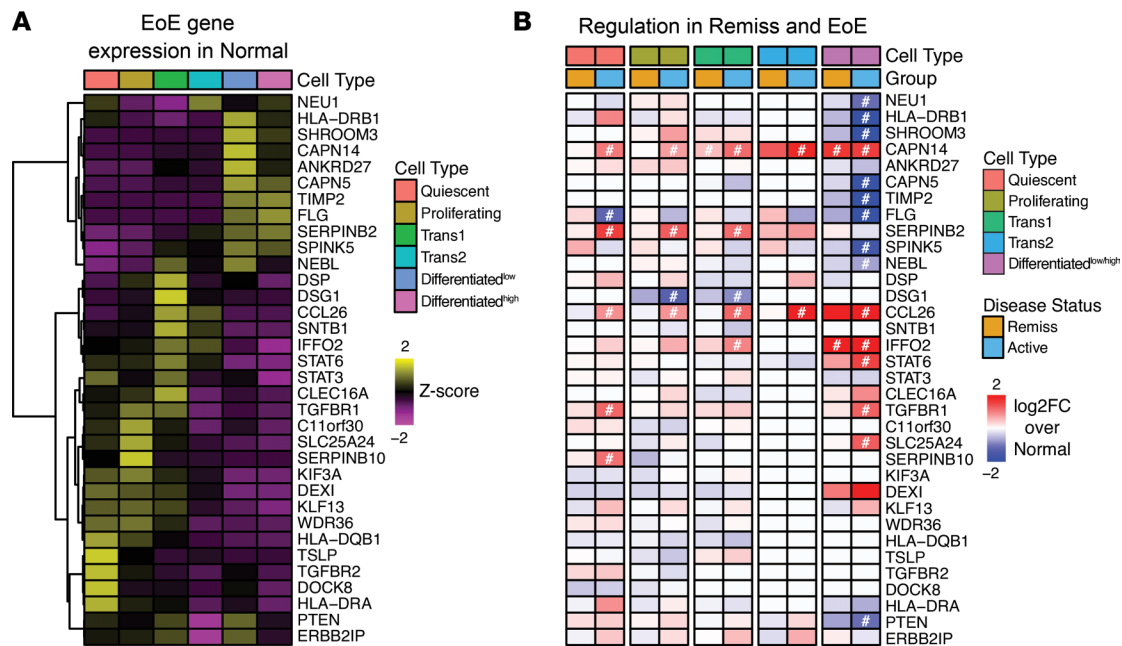 A
EoE gene
expression in Normal
Cell Type
NEU1
HLA−DRB1
SHROOM3
CAPN14
ANKRD27
CAPN5
TIMP2
FLG
SERPINB2
SPINK5
NEBL
DSP
DSG1
CCL26
SNTB1
IFFO2
STAT6
STAT3
CLEC16A
TGFBR1
C11orf30
SLC25A24
SERPINB10
KIF3A
DEXI
KLF13
WDR36
HLA−DQB1
TSLP
TGFBR2
DOCK8
HLA−DRA
PTEN
ERBB2IP
Cell Type
Quiescent
Proliferating
Trans1
Trans2
Differentiatedlow
Differentiatedhigh
2
Z-score
−2
B
Regulation in Remiss and EoE
Cell Type
Group
NEU1
#
HLA−DRB1
#
SHROOM3
#
CAPN14
# # # # # # #
ANKRD27
CAPN5
#
TIMP2
#
FLG
# #
SERPINB2
# # #
SPINK5
#
NEBL
#
DSP
DSG1
# #
CCL26
# # # # #
SNTB1
IFFO2
# # #
STAT6
#
STAT3
CLEC16A
TGFBR1
# #
C11orf30
SLC25A24
#
SERPINB10
#
KIF3A
DEXI
KLF13
WDR36
HLA−DQB1
TSLP
TGFBR2
DOCK8
HLA−DRA
PTEN
#
ERBB2IP
Cell Type
Quiescent
Proliferating
Trans1
Trans2
Differentiatedlow/high
Disease Status
Remiss
Active
2
log2FC
over
Normal
−2